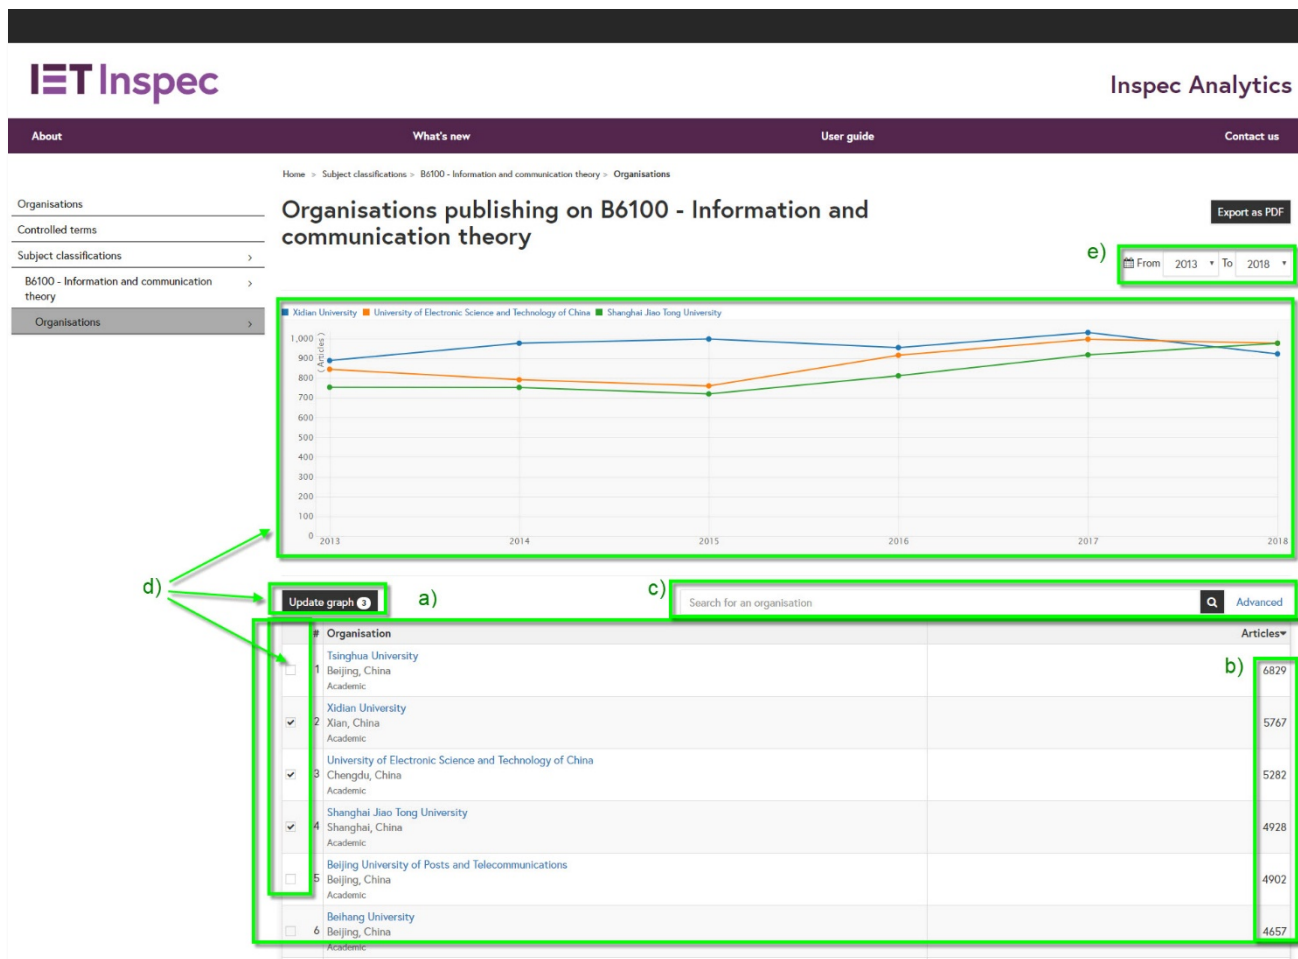 IET Inspec
Inspec Analytics
About What's new User guide Contact us
Home > Subject classifications > B6100 - Information and communication theory > Organisations
Organisations
Controlled terms
Subject classifications
B6100 - Information and communication
theory
Organisations
Organisations publishing on B6100 - Information and
communication theory
Export as PDF
e)
From 2013 To 2018
Xidian University University of Electronic Science and Technology of China Shanghai Jiao Tong University
(Articles)
1,000
900
800
700
600
500
400
300
200
100
0
2013 2014 2015 2016 2017 2018
d)
Update graph 3
a)
c)
Search for an organisation
Advanced
# Organisation Articles
b)
Tsinghua University
1 Beijing, China 6829
Academic
Xidian University
2 Xian, China 5767
Academic
University of Electronic Science and Technology of China
3 Chengdu, China 5282
Academic
Shanghai Jiao Tong University
4 Shanghai, China 4928
Academic
Beijing University of Posts and Telecommunications
5 Beijing, China 4902
Academic
Beihang University
6 Beijing, China 4657
Academic